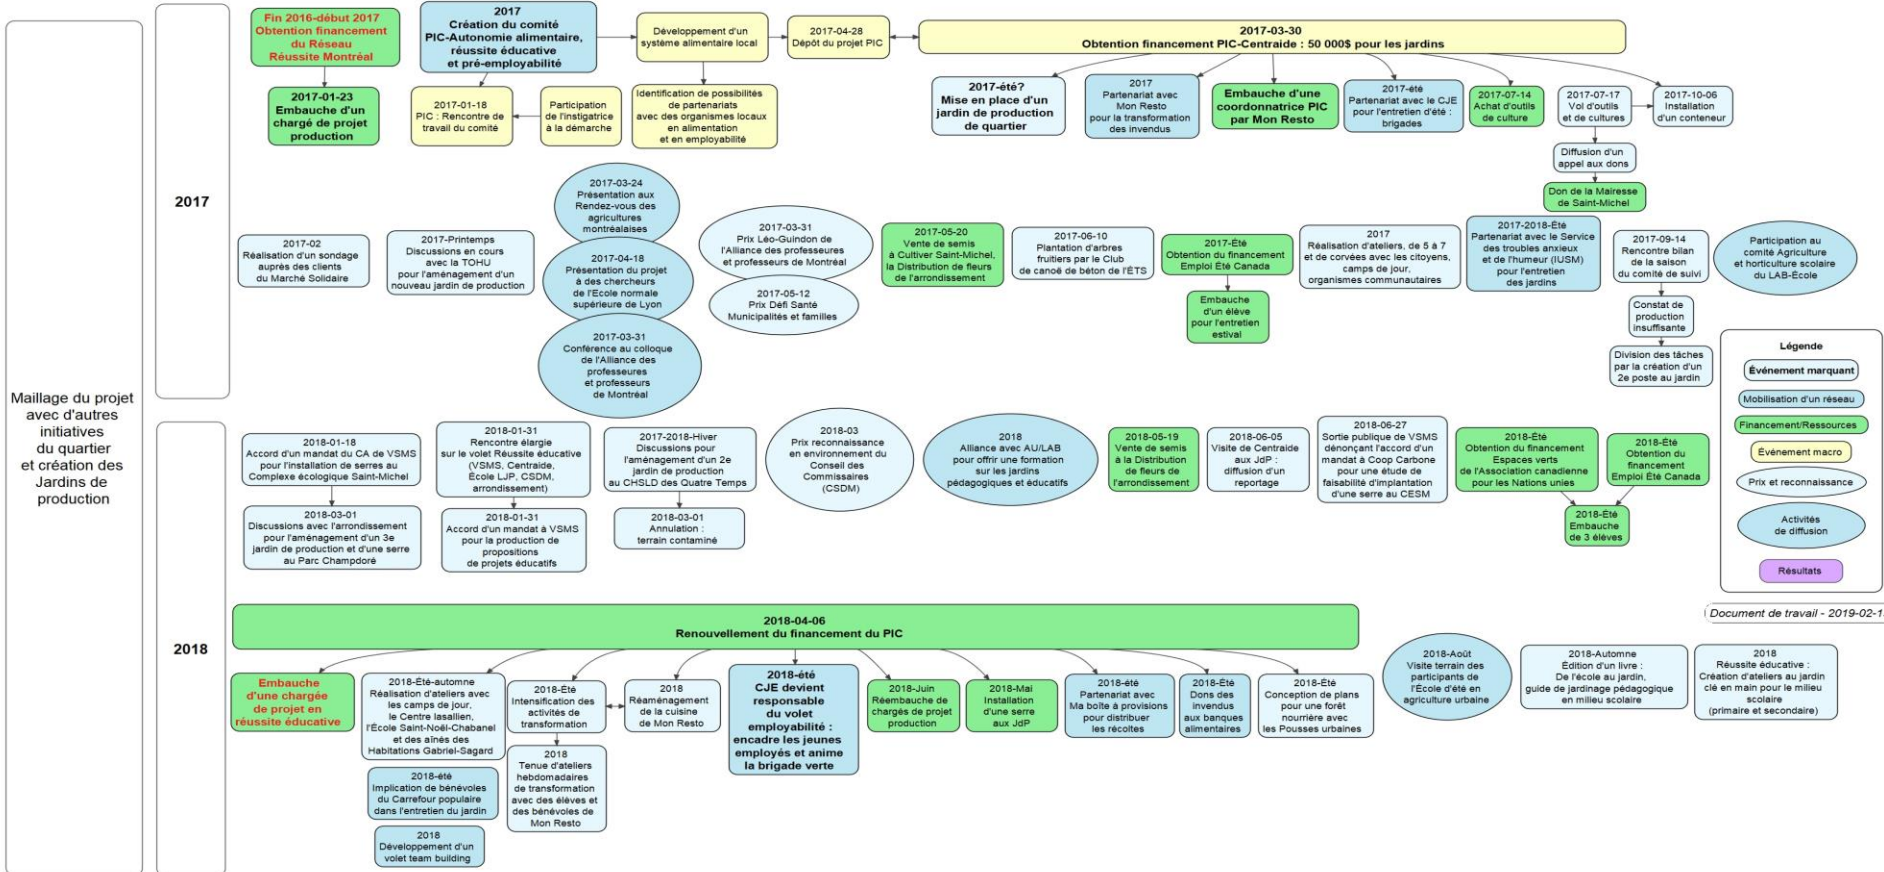 Maillage du projet
avec d'autres
initiatives
du quartier
et création des
Jardins de
production
2017
Fin 2016-début 2017
Obtention financement
du Réseau
Réussite Montréal
2017
Création du comité
PIC-Autonomie alimentaire,
réussite éducative
et pré-employabilité
Développement d'un
système alimentaire local
2017-04-28
Dépôt du projet PIC
2017-03-30
Obtention financement PIC-Centraide : 50 000$ pour les jardins
2017-01-23
Embauche d'un
chargé de projet
production
2017-01-18
PIC : Rencontre de
travail du comité
Participation
de l'instigatrice
à la démarche
Identification de possibilités
de partenariats
avec des organismes locaux
en alimentation
et en employabilité
2017-été?
Mise en place d'un
jardin de production
de quartier
2017
Partenariat avec
Mon Resto
pour la transformation
des invendus
Embauche d'une
coordonnatrice PIC
par Mon Resto
2017-été
Partenariat avec le CJE
pour l'entretien d'été :
brigades
2017-07-14
Achat d'outils
de culture
2017-07-17
Vol d'outils
et de cultures
2017-10-06
Installation
d'un conteneur
Diffusion d'un
appel aux dons
Don de la Mairesse
de Saint-Michel
2017-02
Réalisation d'un sondage
auprès des clients
du Marché Solidaire
2017-Printemps
Discussions en cours
avec la TOHU
pour l'aménagement d'un
nouveau jardin de production
2017-03-24
Présentation aux
Rendez-vous des
agricultures
montréalaises
2017-04-18
Présentation du projet
à des chercheurs
de l'Ecole normale
supérieure de Lyon
2017-03-31
Conférence au colloque
de l'Alliance des
professeures
et professeurs
de Montréal
2017-03-31
Prix Léo-Guindon de
l'Alliance des professeures
et professeurs de Montréal
2017-05-12
Prix Défi Santé
Municipalités et familles
2017-05-20
Vente de semis
à Cultiver Saint-Michel,
la Distribution de fleurs
de l'arrondissement
2017-06-10
Plantation d'arbres
fruitiers par le Club
de canoë de béton de l'ÉTS
2017-Été
Obtention du financement
Emploi Été Canada
Embauche
d'un élève
pour l'entretien
estival
2017
Réalisation d'ateliers, de 5 à 7
et de corvées avec les citoyens,
camps de jour,
organismes communautaires
2017-2018-Été
Partenariat avec le Service
des troubles anxieux
et de l'humeur (IUSM)
pour l'entretien
des jardins
2017-09-14
Rencontre bilan
de la saison
du comité de suivi
Constat de
production
insuffisante
Division des tâches
par la création d'un
2e poste au jardin
Participation au
comité Agriculture
et horticulture scolaire
du LAB-École
Légende
Événement marquant
Mobilisation d'un réseau
Financement/Ressources
Événement macro
Prix et reconnaissance
Activités
de diffusion
Résultats
2018
2018-01-18
Accord d'un mandat du CA de VSMS
pour l'installation de serres au
Complexe écologique Saint-Michel
2018-03-01
Discussions avec l'arrondissement
pour l'aménagement d'un 3e
jardin de production et d'une serre
au Parc Champdoré
2018-01-31
Rencontre élargie
sur le volet Réussite éducative
(VSMS, Centraide,
École LJP, CSDM,
arrondissement)
2018-01-31
Accord d'un mandat à VSMS
pour la production de
propositions
de projets éducatifs
2017-2018-Hiver
Discussions pour
l'aménagement d'un 2e
jardin de production
au CHSLD des Quatre Temps
2018-03-01
Annulation :
terrain contaminé
2018-03
Prix reconnaissance
en environnement du
Conseil des
Commissaires
(CSDM)
2018
Alliance avec AU/LAB
pour offrir une formation
sur les jardins
pédagogiques et éducatifs
2018-05-19
Vente de semis
à la Distribution
de fleurs de
l'arrondissement
2018-06-05
Visite de Centraide
aux JdP :
diffusion d'un
reportage
2018-06-27
Sortie publique de VSMS
dénonçant l'accord d'un
mandat à Coop Carbone
pour une étude de
faisabilité d'implantation
d'une serre au CESM
2018-Été
Obtention du financement
Espaces verts
de l'Association canadienne
pour les Nations unies
2018-Été
Obtention du
financement
Emploi Été Canada
2018-Été
Embauche
de 3 élèves
Document de travail - 2019-02-1
2018-04-06
Renouvellement du financement du PIC
Embauche
d'une chargée
de projet en
réussite éducative
2018-Été-automne
Réalisation d'ateliers avec
les camps de jour,
le Centre lasallien,
l'École Saint-Noël-Chabanel
et des aînés des
Habitations Gabriel-Sagard
2018-été
Implication de bénévoles
du Carrefour populaire
dans l'entretien du jardin
2018
Développement d'un
volet team building
2018-Été
Intensification des
activités de
transformation
2018
Tenue d'ateliers
hebdomadaires
de transformation
avec des élèves et
des bénévoles de
Mon Resto
2018
Réaménagement
de la cuisine
de Mon Resto
2018-été
CJE devient
responsable
du volet
employabilité :
encadre les jeunes
employés et anime
la brigade verte
2018-Juin
Réembauche de
chargés de projet
production
2018-Mai
Installation
d'une serre
aux JdP
2018-été
Partenariat avec
Ma boîte à provisions
pour distribuer
les récoltes
2018-Été
Dons des
invendus
aux banques
alimentaires
2018-Été
Conception de plans
pour une forêt
nourrière avec
les Pousses urbaines
2018-Août
Visite terrain des
participants de
l'École d'été en
agriculture urbaine
2018-Automne
Édition d'un livre :
De l'école au jardin,
guide de jardinage pédagogique
en milieu scolaire
2018
Réussite éducative :
Création d'ateliers au jardin
clé en main pour le milieu
scolaire
(primaire et secondaire)